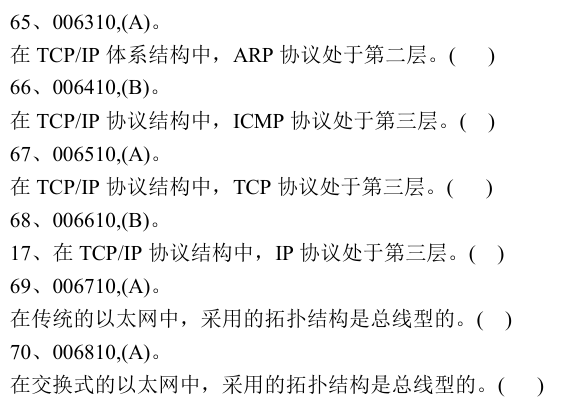 65、006310,(A)。
在 TCP/IP 体系结构中，ARP 协议处于第二层。(      )
66、006410,(B)。
在 TCP/IP 协议结构中，ICMP 协议处于第三层。(    )
67、006510,(A)。
在 TCP/IP 协议结构中，TCP 协议处于第三层。(      )
68、006610,(B)。
17、在 TCP/IP 协议结构中，IP 协议处于第三层。(    )
69、006710,(A)。
在传统的以太网中，采用的拓扑结构是总线型的。(    )
70、006810,(A)。
在交换式的以太网中，采用的拓扑结构是总线型的。(      )